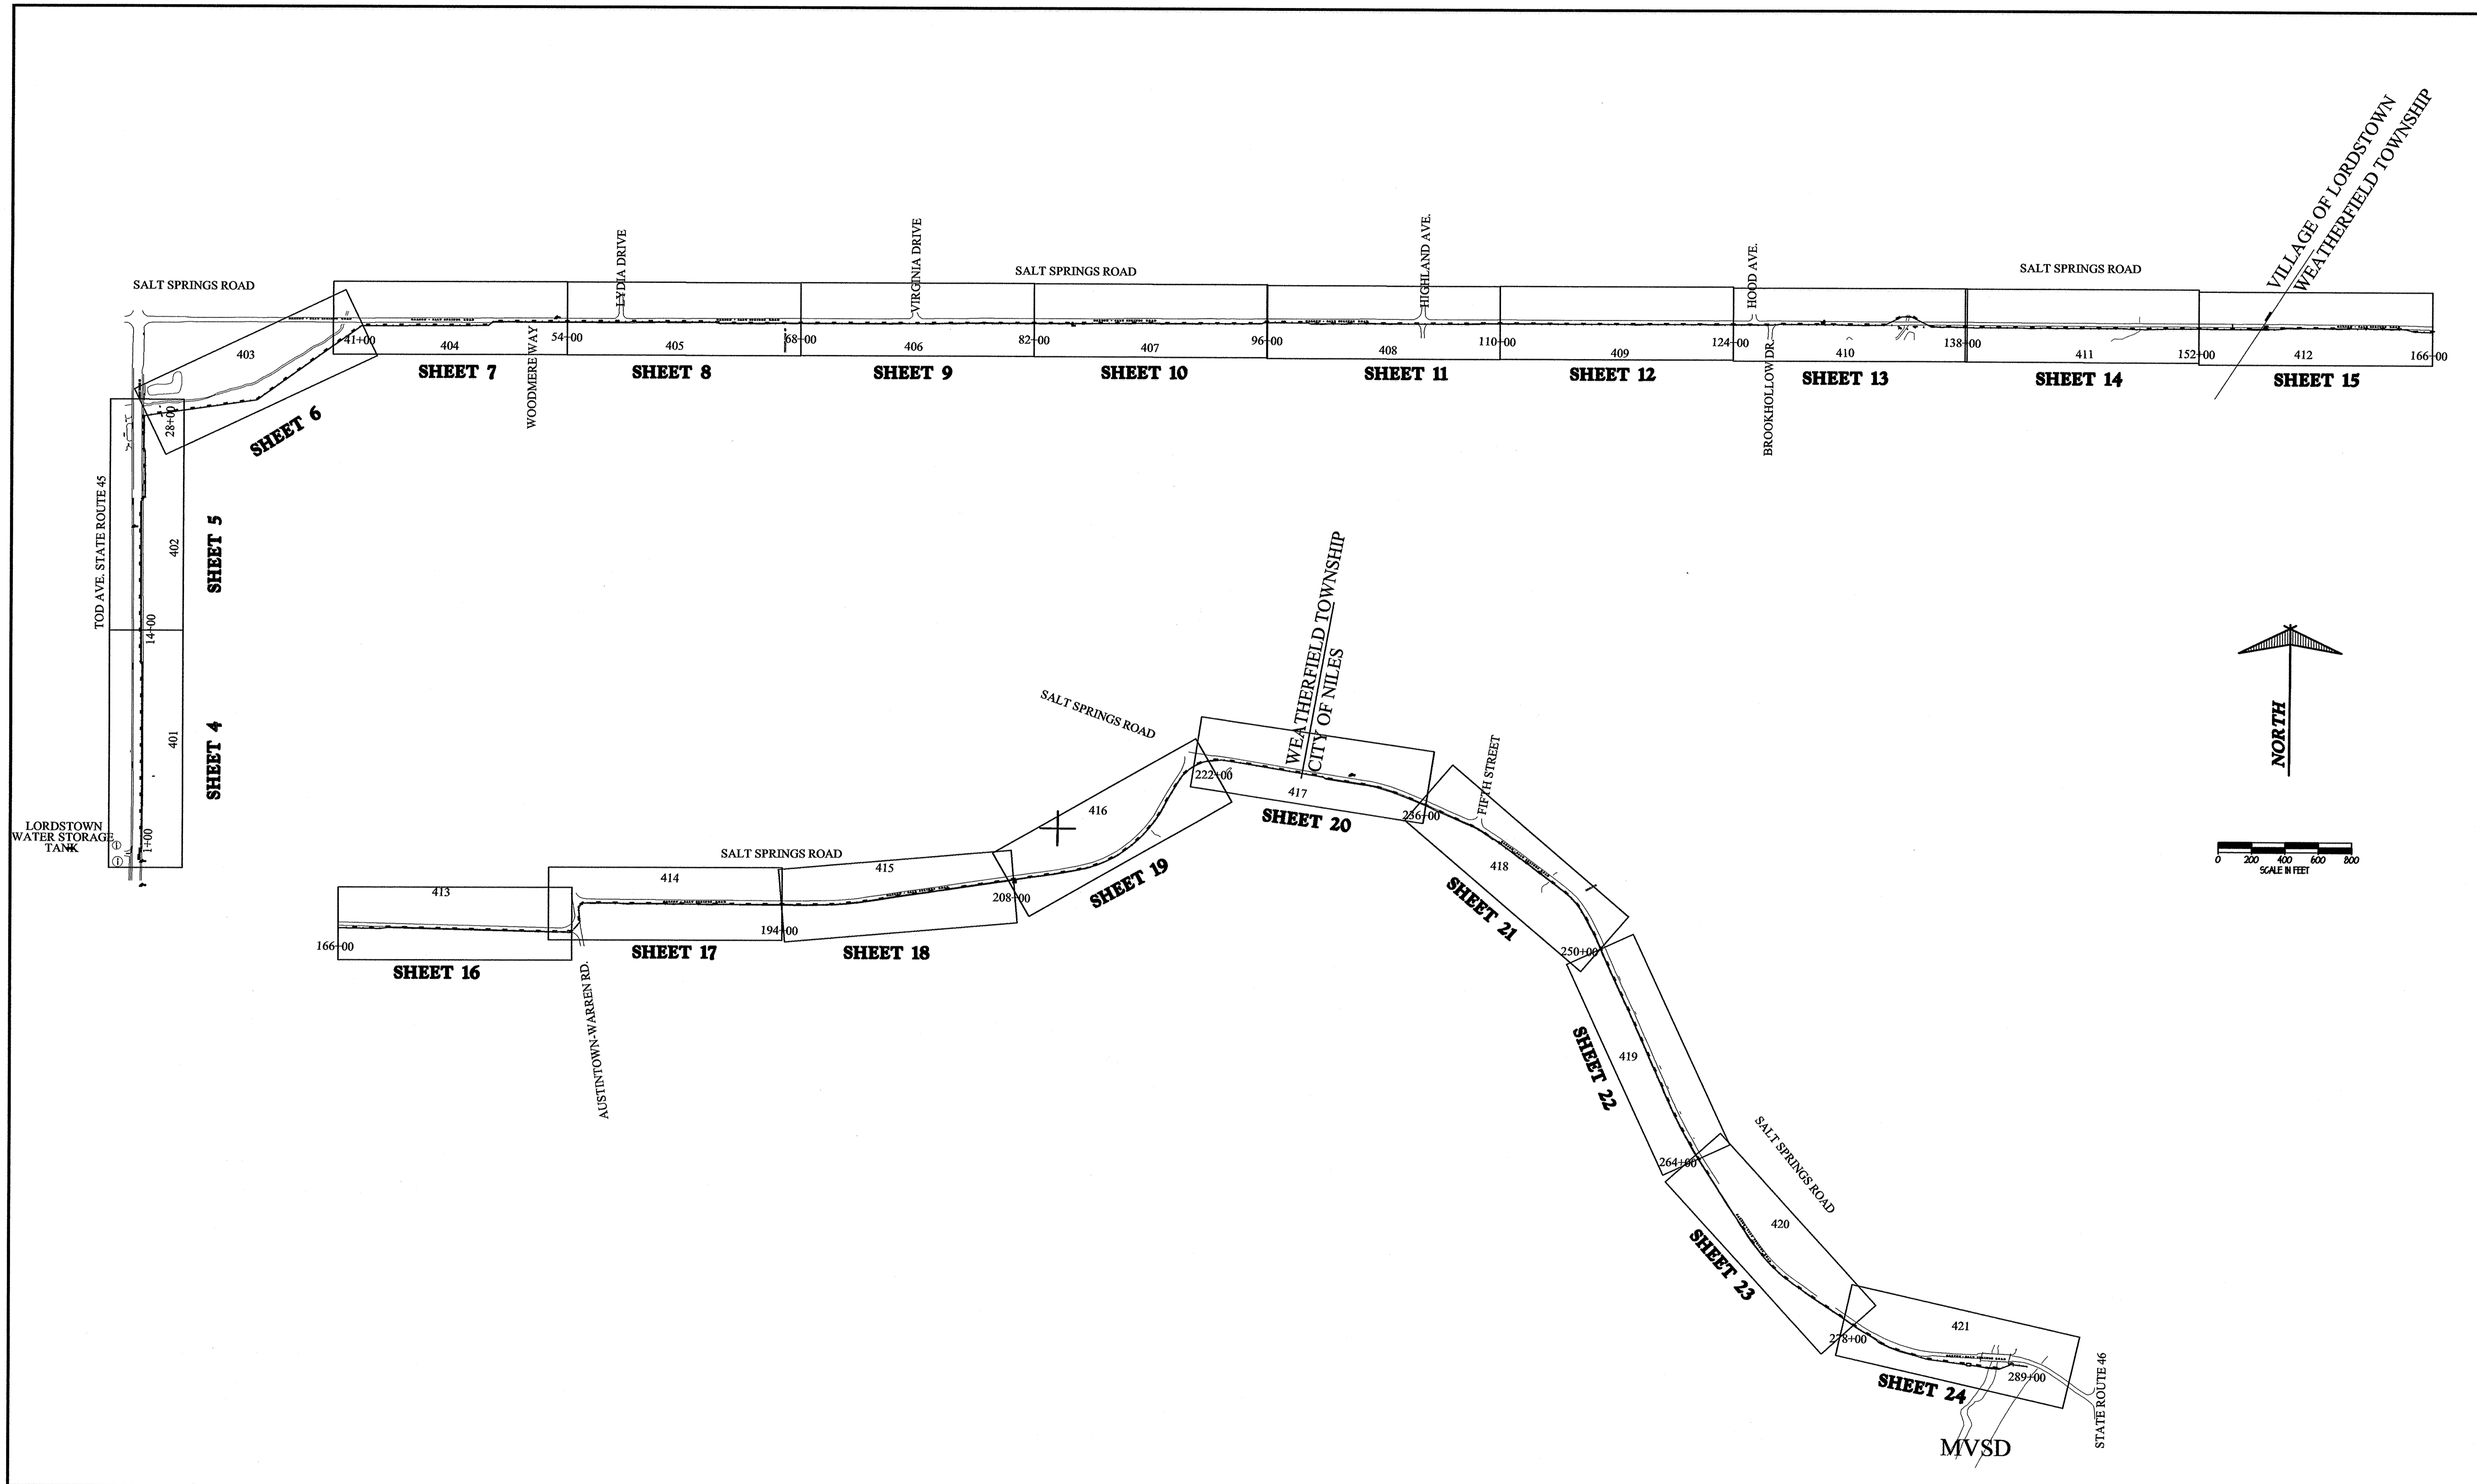 VILLAGE OF LORDSTOWN
WEATHERFIELD TOWNSHIP
SALT SPRINGS ROAD
LYDIA DRIVE
VIRGINIA DRIVE
SALT SPRINGS ROAD
HIGHLAND AVE.
HOOD AVE.
SALT SPRINGS ROAD
403
41+00
404
54+00
405
68+00
406
82+00
407
96+00
408
110+00
409
124+00
410
138+00
411
152+00
412
166+00
SHEET 6
SHEET 7
SHEET 8
SHEET 9
SHEET 10
SHEET 11
SHEET 12
SHEET 13
SHEET 14
SHEET 15
WOODMERE WAY
BROOKHOLLOW DR.
28+00
TOD AVE. STATE ROUTE 45
402
SHEET 5
14+00
401
SHEET 4
1+00
LORDSTOWN
WATER STORAGE
TANK
WEATHERFIELD TOWNSHIP
CITY OF NILES
NORTH
0 200 400 600 800
SCALE IN FEET
SALT SPRINGS ROAD
FIFTH STREET
222+00
417
SHEET 20
236+00
416
SHEET 19
418
SHEET 21
SALT SPRINGS ROAD
413
414
415
208+00
166+00
194+00
SHEET 16
SHEET 17
SHEET 18
AUSTINTOWN-WARREN RD.
250+00
419
SHEET 22
264+00
SALT SPRINGS ROAD
420
SHEET 23
278+00
421
289+00
SHEET 24
STATE ROUTE 46
MVSD